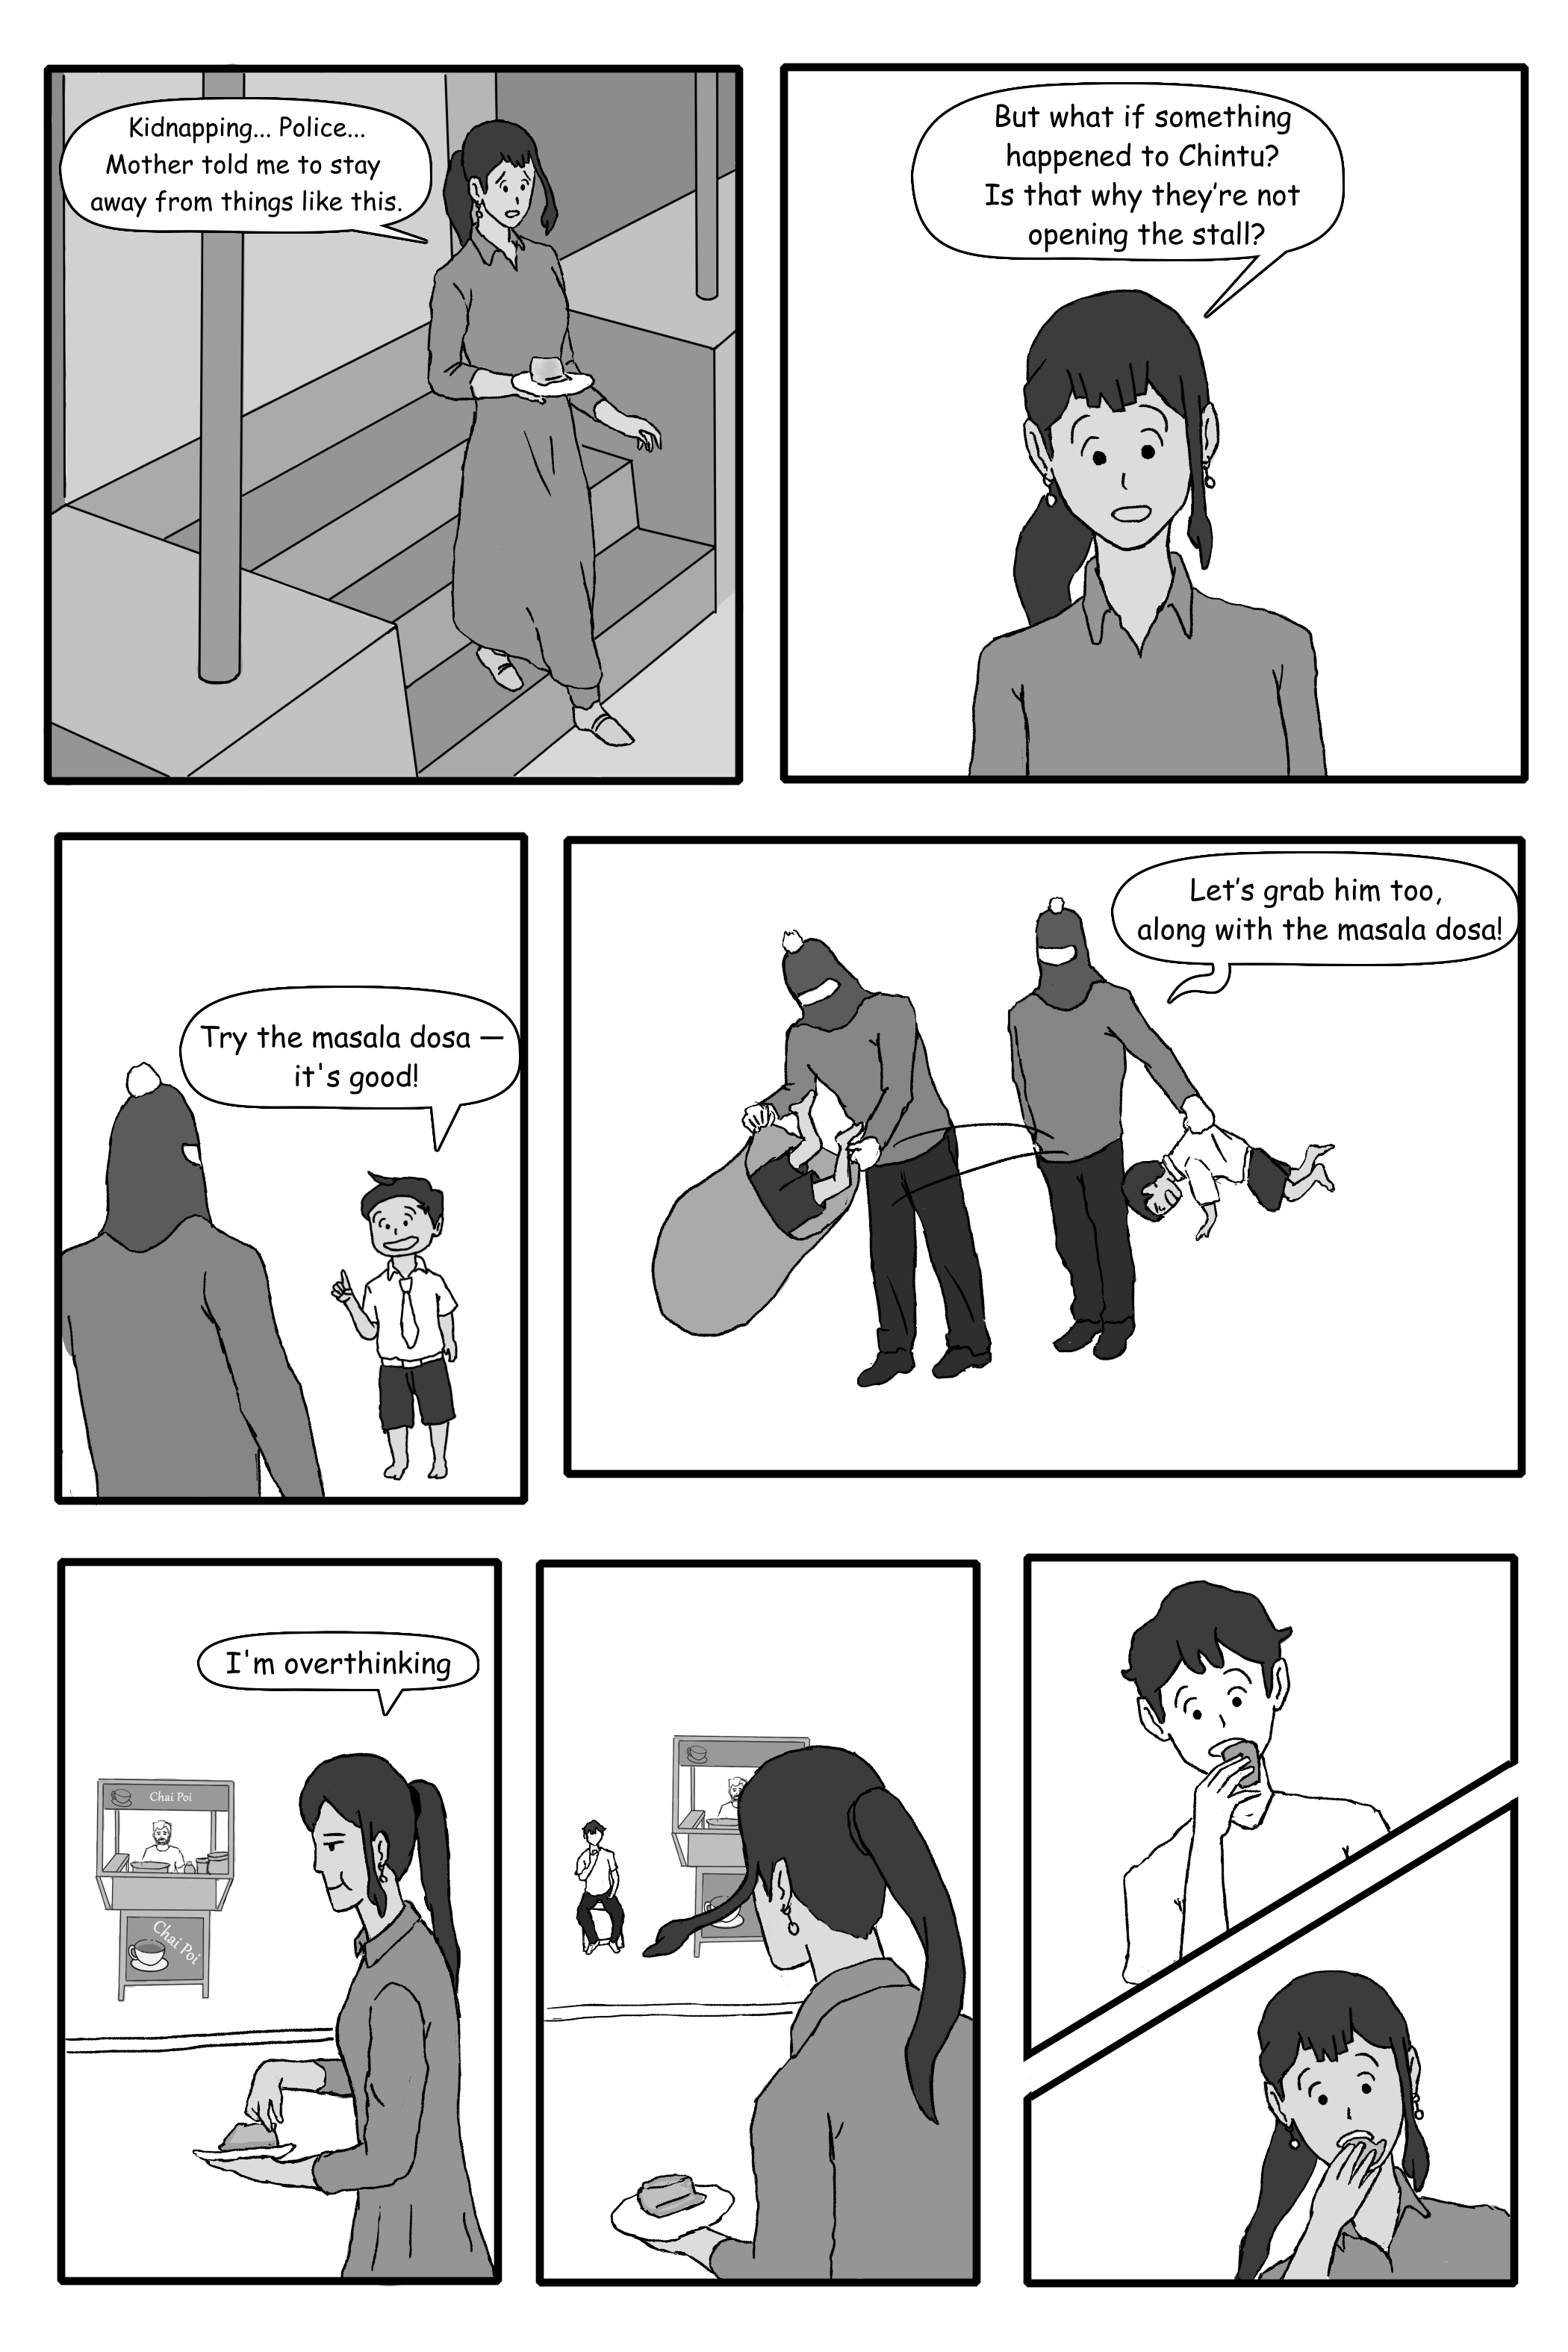 Kidnapping... Police...
Mother told me to stay
away from things like this.
But what if something
happened to Chintu?
Is that why they’re not
opening the stall?
Try the masala dosa —
it's good!
Let’s grab him too,
along with the masala dosa!
I'm overthinking
Chai Poi
Chai Poi